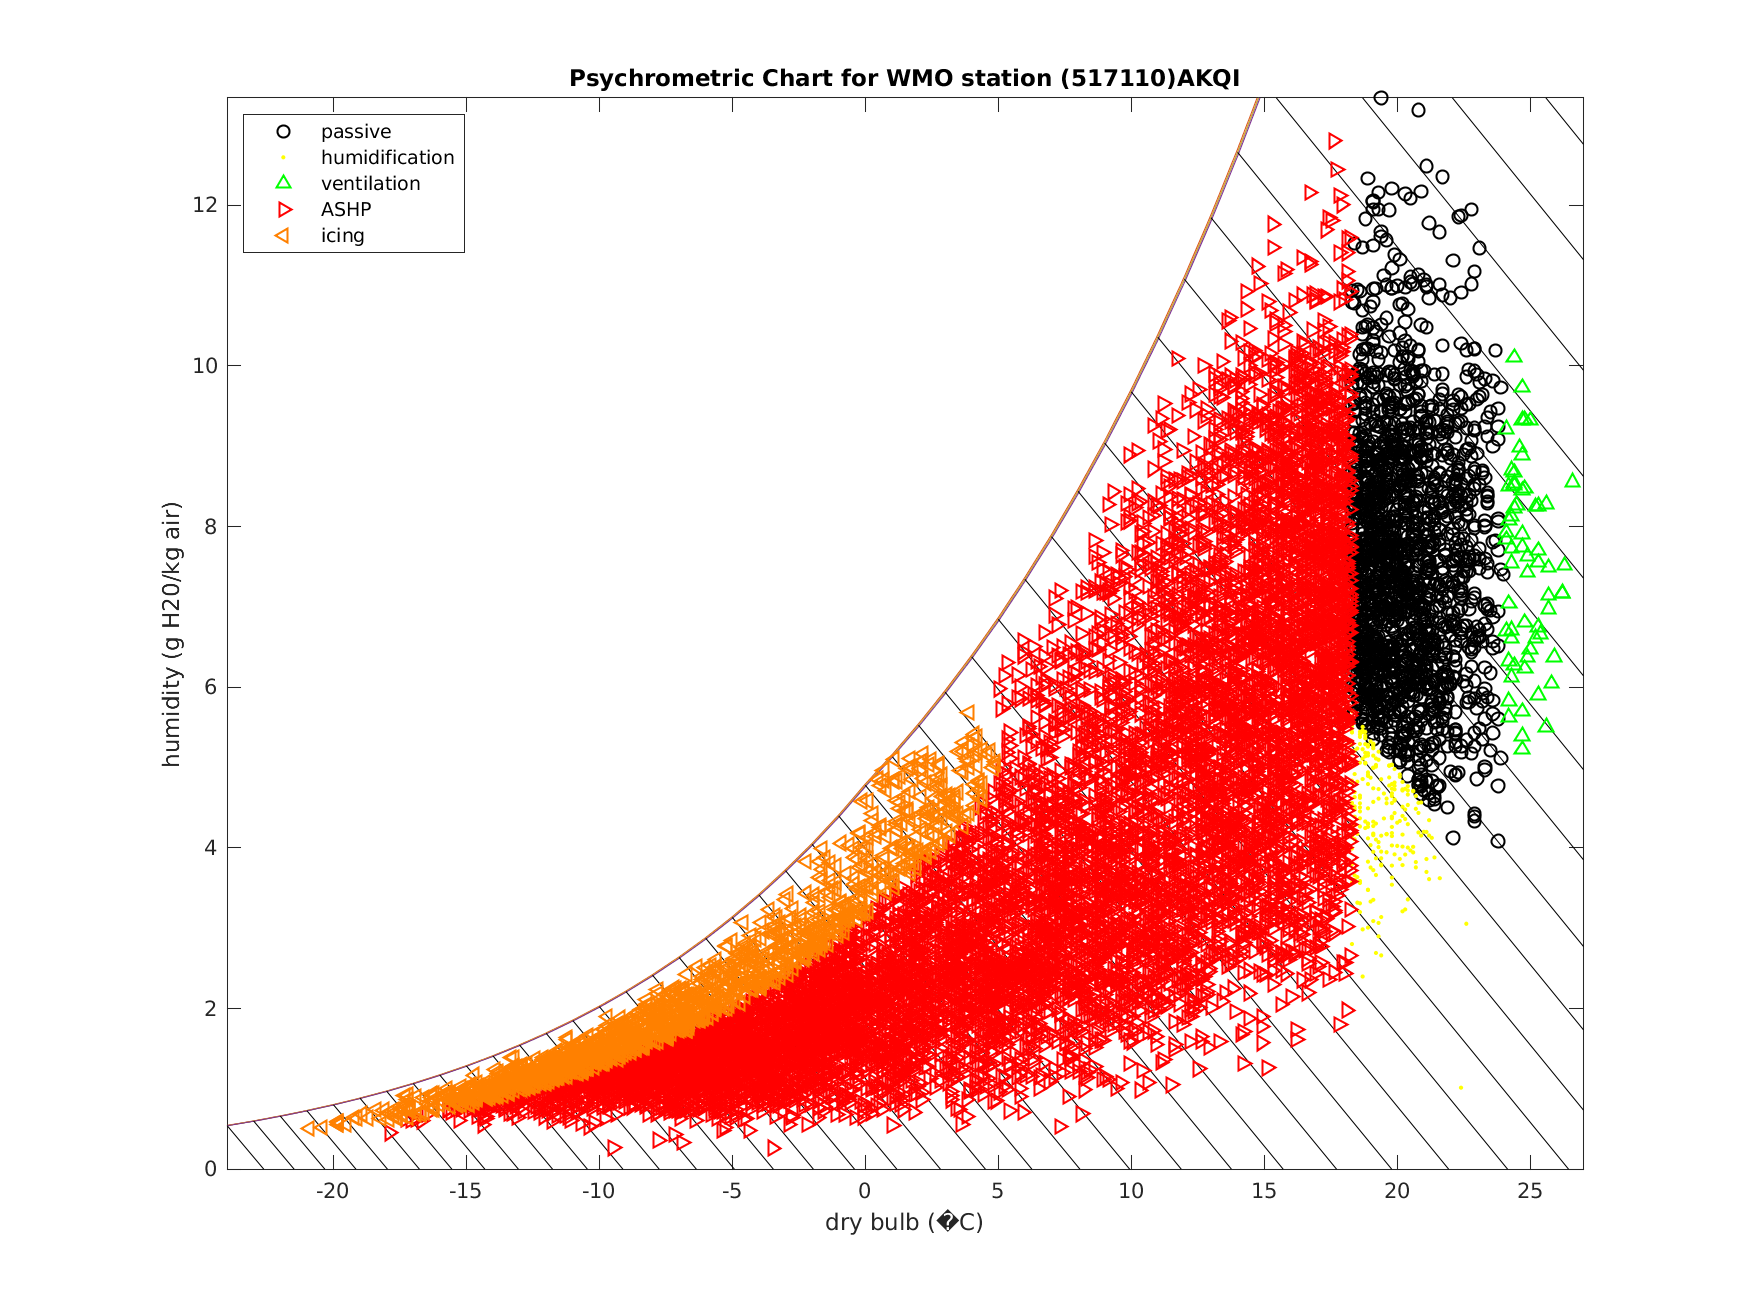 Psychrometric Chart for WMO station (517110)AKQI
passive
humidification
ventilation
ASHP
icing
humidity (g H20/kg air)
12
10
8
6
4
2
0
-20 -15 -10 -5 0 5 10 15 20 25
dry bulb (�C)